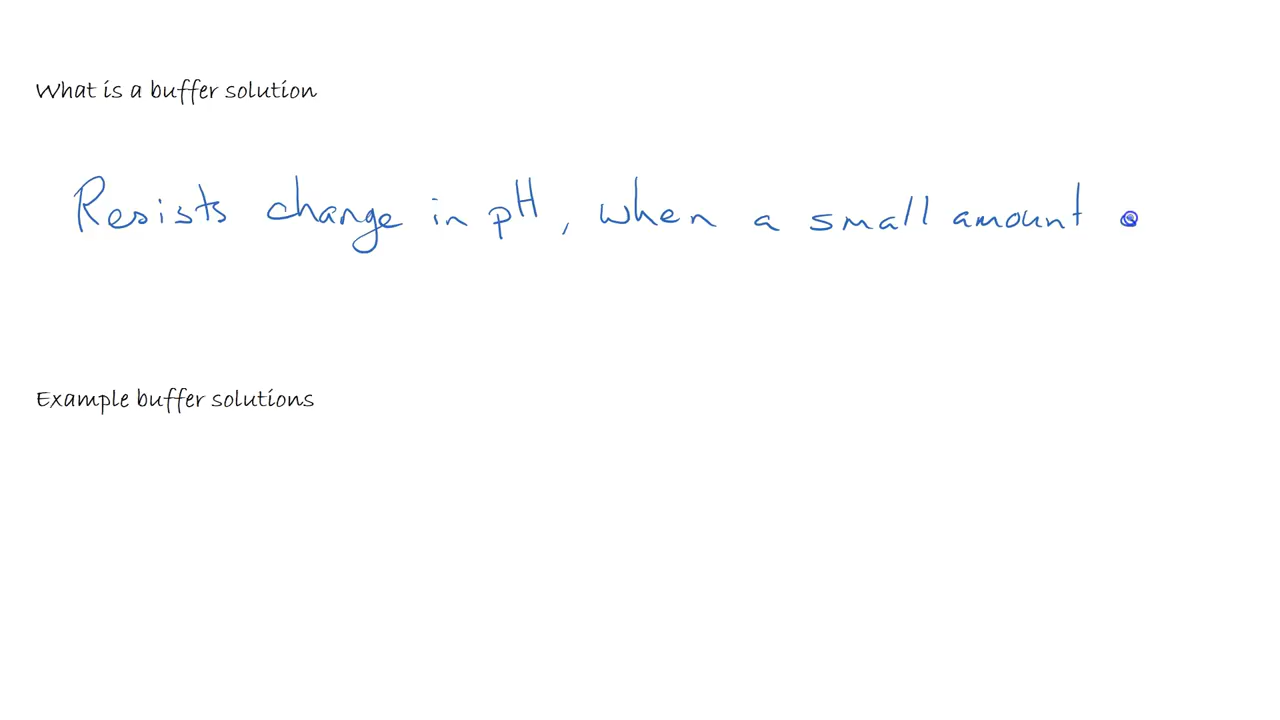 What is a buffer solution
Resists change in pH, when a small amount
Example buffer solutions